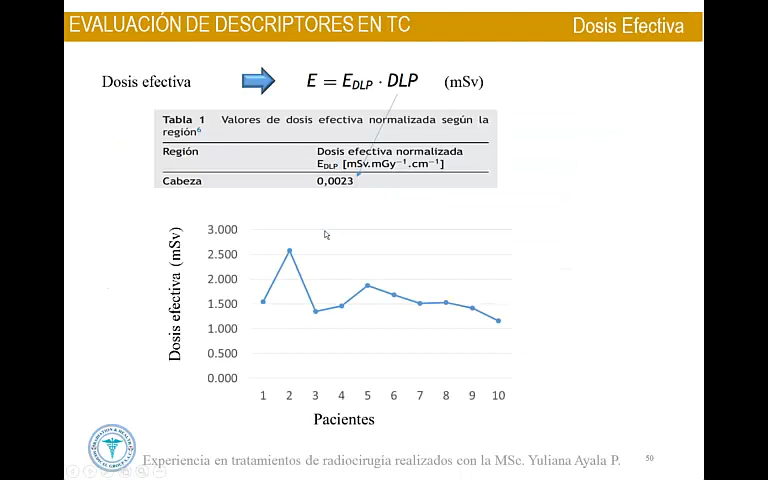 EVALUACIÓN DE DESCRIPTORES EN TC
Dosis Efectiva
Dosis efectiva
E = E_DLP · DLP (mSv)
Tabla 1 Valores de dosis efectiva normalizada según la
región⁶
Región Dosis efectiva normalizada
E_DLP [mSv.mGy⁻¹.cm⁻¹]
Cabeza 0,0023
Dosis efectiva (mSv)
3.000
2.500
2.000
1.500
1.000
0.500
0.000
1 2 3 4 5 6 7 8 9 10
Pacientes
Experiencia en tratamientos de radiocirugía realizados con la MSc. Yuliana Ayala P.
50